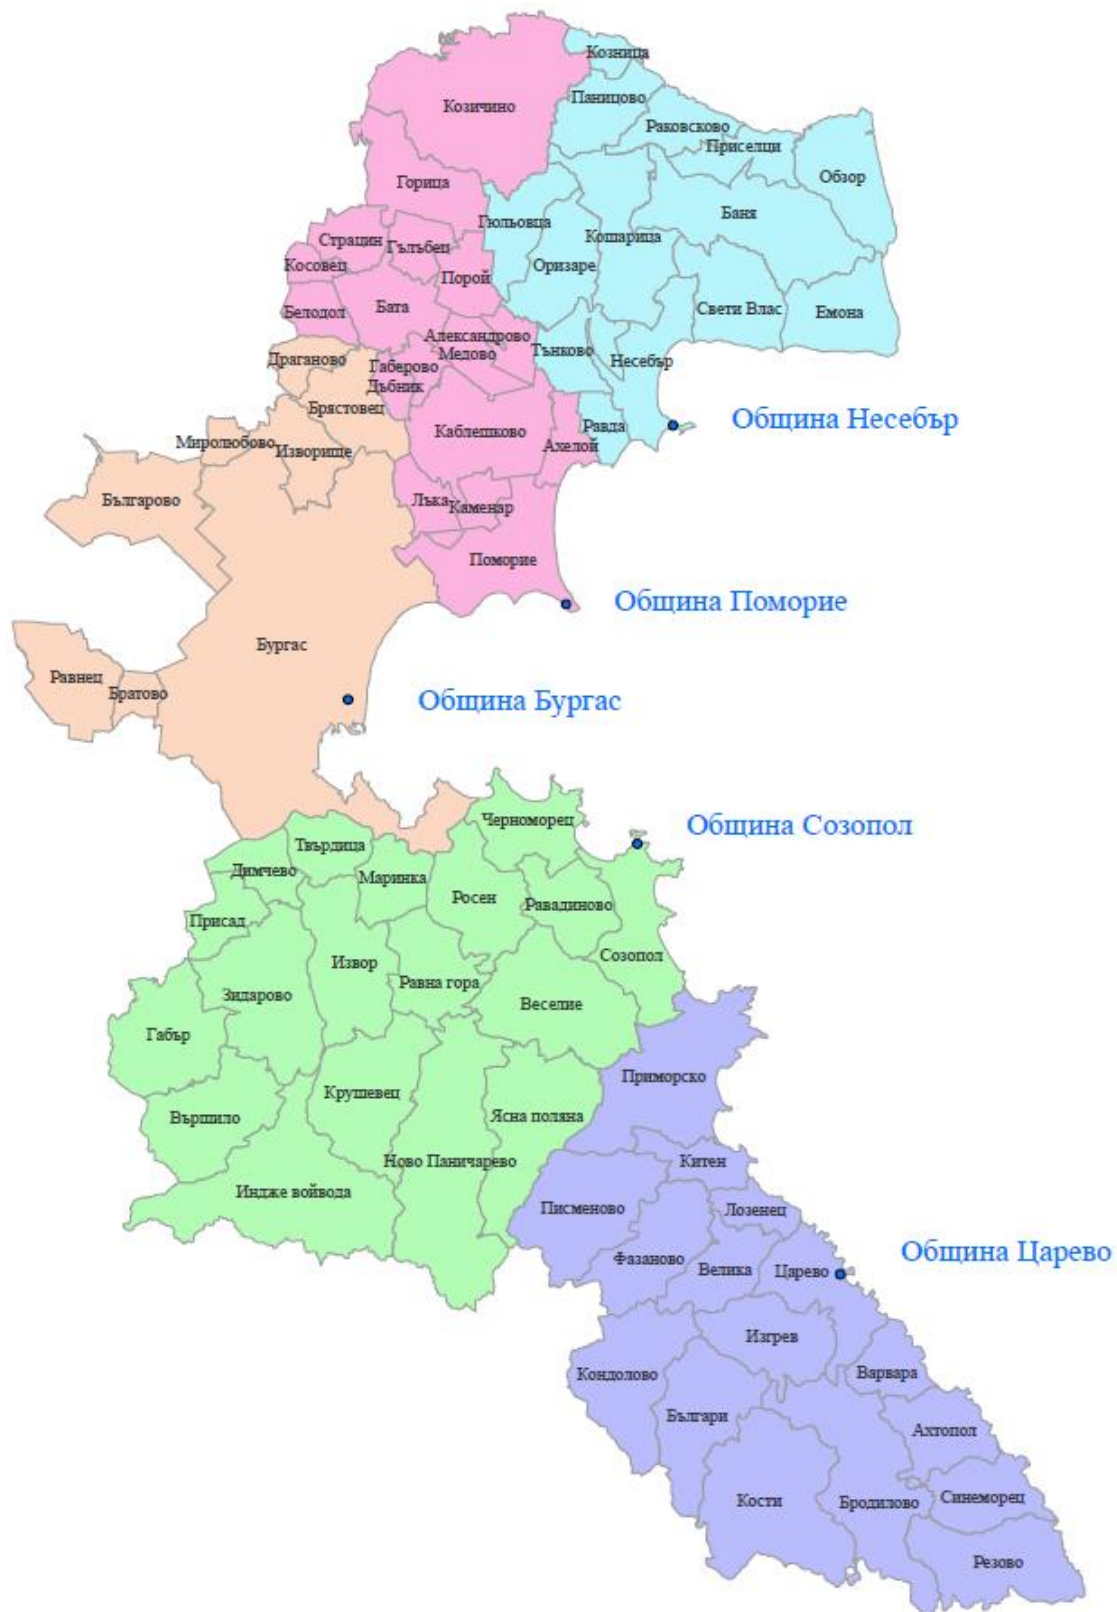 Козница
Козичино
Паницово
Раковсково
Приселци
Обзор
Горица
Баня
Гюльовца
Кошарица
Страцин
Гълъбец
Косовец
Порой
Оризаре
Белодол
Бата
Свети Влас
Емона
Александрово
Медово
Тънково
Несебър
Драганово
Габерово
Дъбник
Брястовец
Община Несебър
Каблешково
Равда
Ахелой
Миролюбово
Изворище
Българово
Лъка
Каменар
Поморие
Община Поморие
Бургас
Равнец
Братово
Община Бургас
Черноморец
Община Созопол
Твърдица
Димчево
Маринка
Росен
Равадиново
Присад
Созопол
Извор
Равна гора
Зидарово
Веселие
Габър
Приморско
Крушевец
Вършило
Ясна поляна
Ново Паничарево
Китен
Индже войвода
Писменово
Лозенец
Фазаново
Велика
Царево
Община Царево
Изгрев
Кондолово
Варвара
Българи
Ахтопол
Кости
Бродилово
Синеморец
Резово